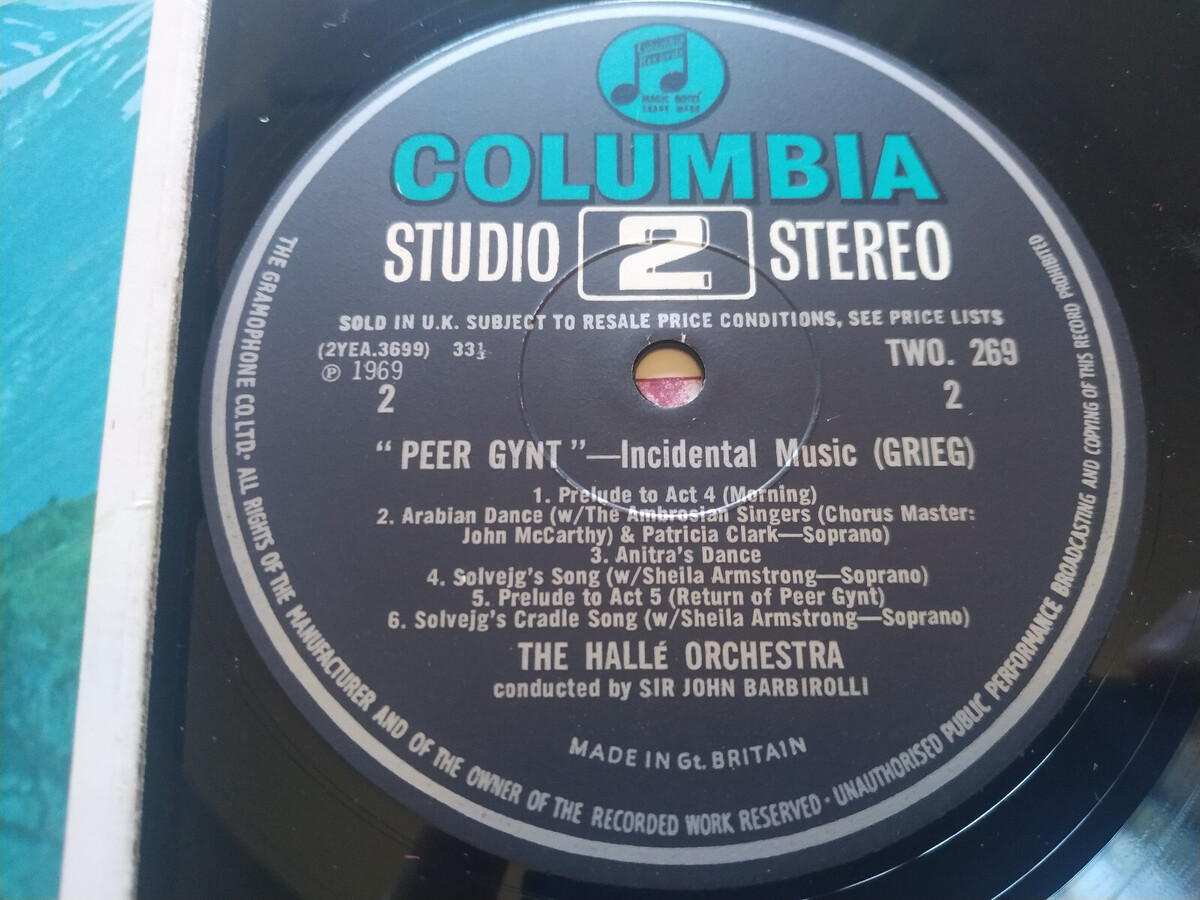 Columbia
Records
MAGIC NOTES
TRADE MARK
COLUMBIA
STUDIO 2 STEREO
SOLD IN U.K. SUBJECT TO RESALE PRICE CONDITIONS, SEE PRICE LISTS
(2YEA.3699) 33⅓
TWO. 269
℗ 1969
2
2
“PEER GYNT”—Incidental Music (GRIEG)
1. Prelude to Act 4 (Morning)
2. Arabian Dance (w/The Ambrosian Singers (Chorus Master:
John McCarthy) & Patricia Clark—Soprano)
3. Anitra's Dance
4. Solvejg's Song (w/Sheila Armstrong—Soprano)
5. Prelude to Act 5 (Return of Peer Gynt)
6. Solvejg's Cradle Song (w/Sheila Armstrong—Soprano)
THE HALLÉ ORCHESTRA
conducted by SIR JOHN BARBIROLLI
MADE IN Gt. BRITAIN
THE GRAMOPHONE CO. LTD. · ALL RIGHTS OF THE MANUFACTURER AND OF THE OWNER OF THE RECORDED WORK RESERVED · UNAUTHORISED PUBLIC PERFORMANCE BROADCASTING AND COPYING OF THIS RECORD PROHIBITED